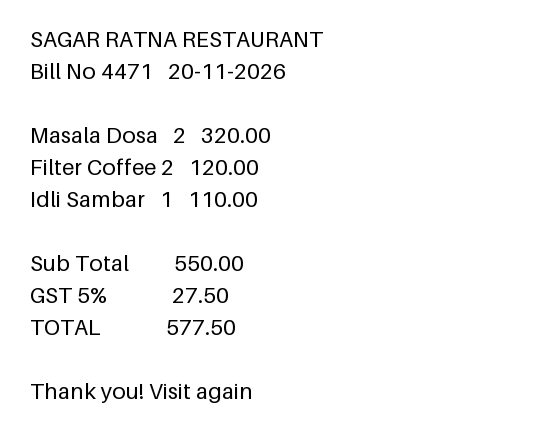 SAGAR RATNA RESTAURANT
Bill No 4471 20-11-2026
Masala Dosa 2 320.00
Filter Coffee 2 120.00
Idli Sambar 1 110.00
Sub Total 550.00
GST 5% 27.50
TOTAL 577.50
Thank you! Visit again